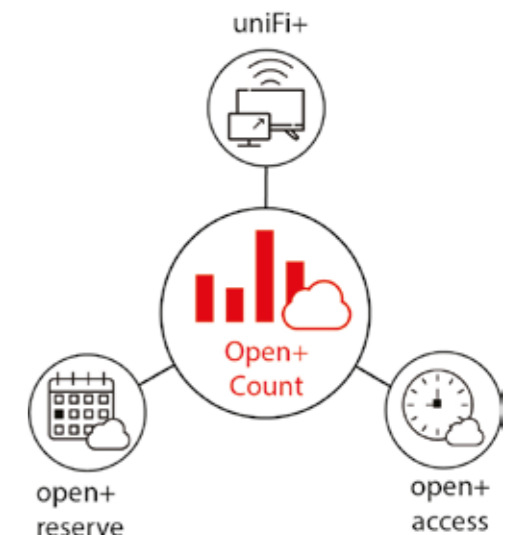 uniFi+
Open+
Count
open+
reserve
open+
access